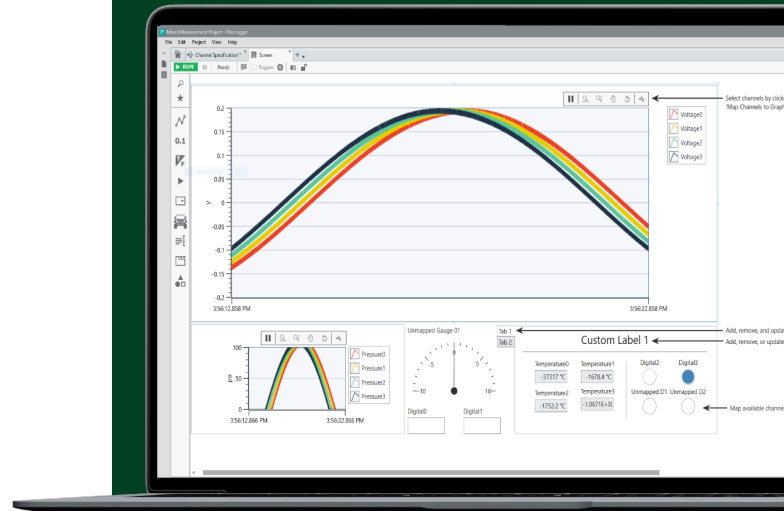 Mixed Measurement Project - FlexLogger
File Edit Project View Help
Channel Specification * Screen *
RUN Ready Triggers
Select channels by click
'Map Channels to Graph
0.2
0.15
0.1
0.05
0
-0.05
-0.1
-0.15
-0.2
V
Voltage0
Voltage1
Voltage2
Voltage3
0.1
3:56:12.858 PM 3:56:22.858 PM
100
50
0
psi
Pressure0
Pressure1
Pressure2
Pressure3
3:56:12.866 PM 3:56:22.866 PM
Unmapped Gauge 01
-10 -5 0 5 10
Digital0 Digital1
Tab 1
Tab 2
Add, remove, and updat
Custom Label 1
Add, remove, or update
Temperature0 Temperature1 Digital2 Digital3
-37317 °C -1678.4 °C
Temperature2 Temperature3 Unmapped D1 Unmapped D2
-1752.2 °C -1.0671E+3(
Map available channel